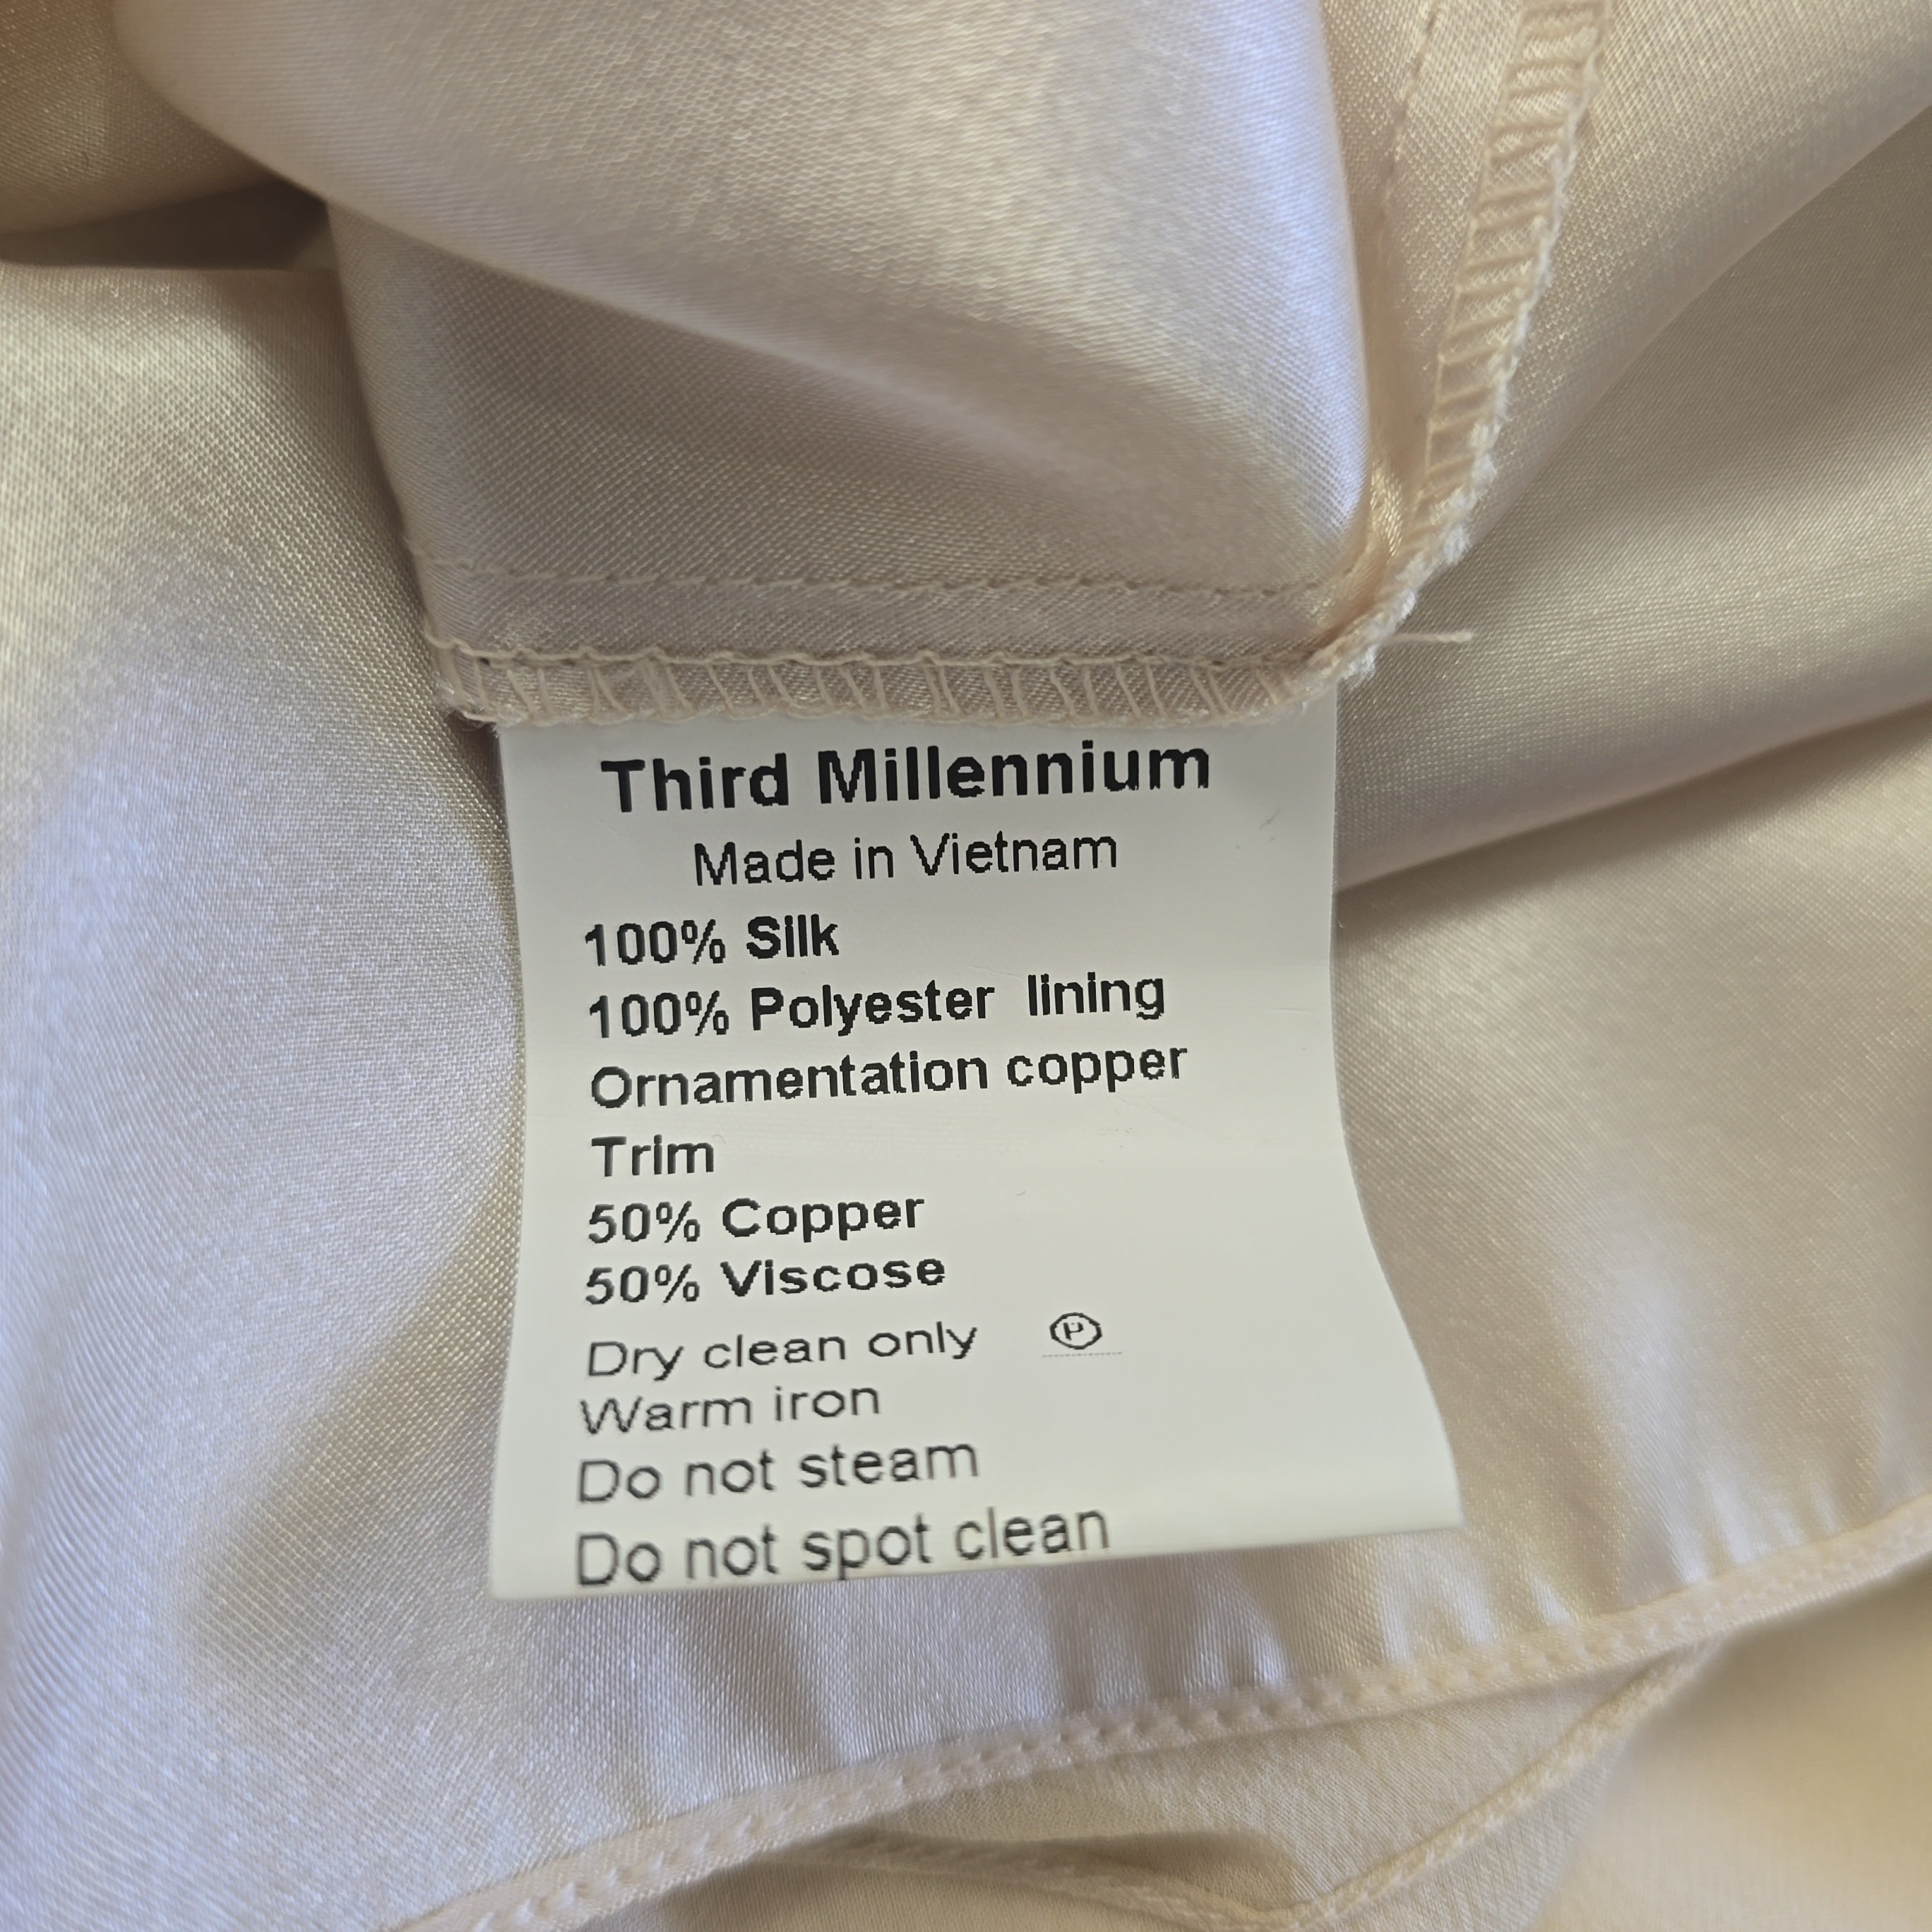 Third Millennium
Made in Vietnam
100% Silk
100% Polyester lining
Ornamentation copper
Trim
50% Copper
50% Viscose
Dry clean only Ⓟ
Warm iron
Do not steam
Do not spot clean